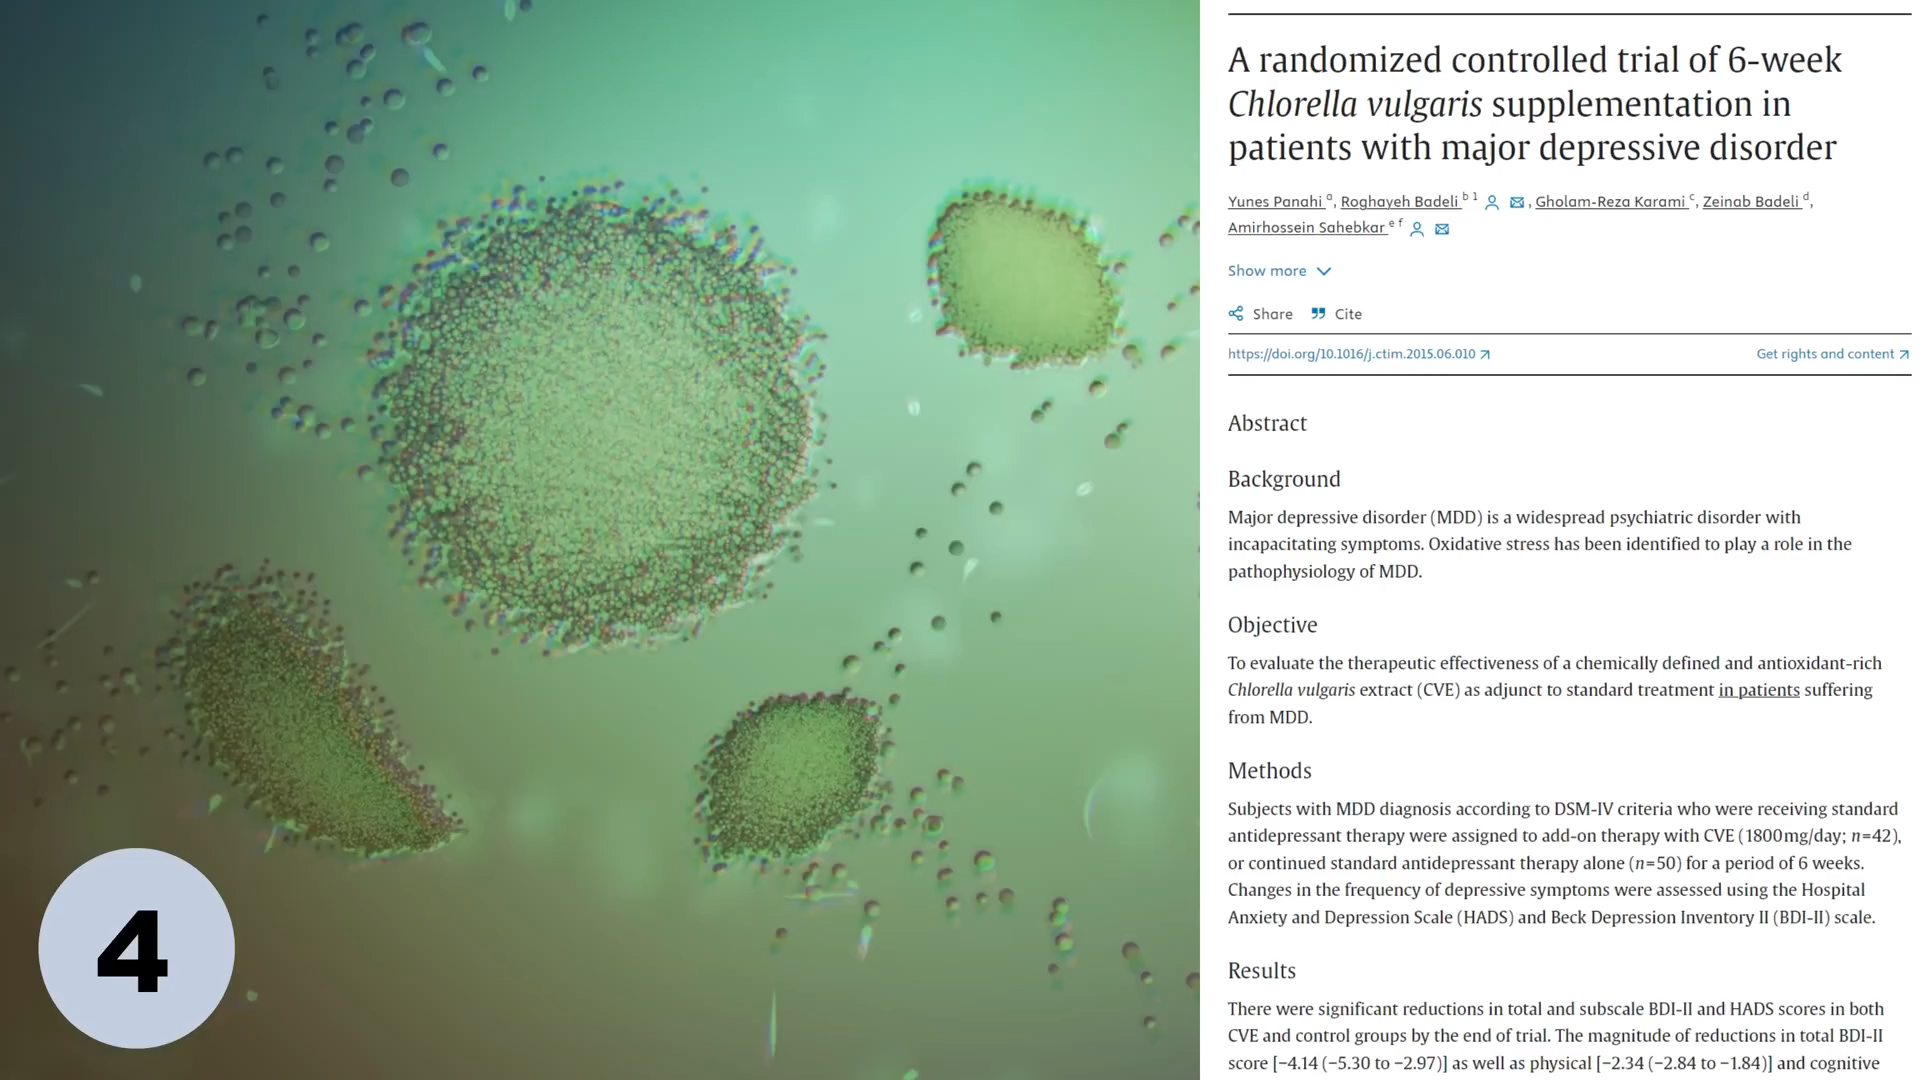 4
A randomized controlled trial of 6-week
Chlorella vulgaris supplementation in
patients with major depressive disorder
Yunes Panahi a, Roghayeh Badeli b 1, Gholam-Reza Karami c, Zeinab Badeli d,
Amirhossein Sahebkar e f
Show more
Share Cite
https://doi.org/10.1016/j.ctim.2015.06.010 Get rights and content
Abstract
Background
Major depressive disorder (MDD) is a widespread psychiatric disorder with
incapacitating symptoms. Oxidative stress has been identified to play a role in the
pathophysiology of MDD.
Objective
To evaluate the therapeutic effectiveness of a chemically defined and antioxidant-rich
Chlorella vulgaris extract (CVE) as adjunct to standard treatment in patients suffering
from MDD.
Methods
Subjects with MDD diagnosis according to DSM-IV criteria who were receiving standard
antidepressant therapy were assigned to add-on therapy with CVE (1800 mg/day; n=42),
or continued standard antidepressant therapy alone (n=50) for a period of 6 weeks.
Changes in the frequency of depressive symptoms were assessed using the Hospital
Anxiety and Depression Scale (HADS) and Beck Depression Inventory II (BDI-II) scale.
Results
There were significant reductions in total and subscale BDI-II and HADS scores in both
CVE and control groups by the end of trial. The magnitude of reductions in total BDI-II
score [−4.14 (−5.30 to −2.97)] as well as physical [−2.34 (−2.84 to −1.84)] and cognitive